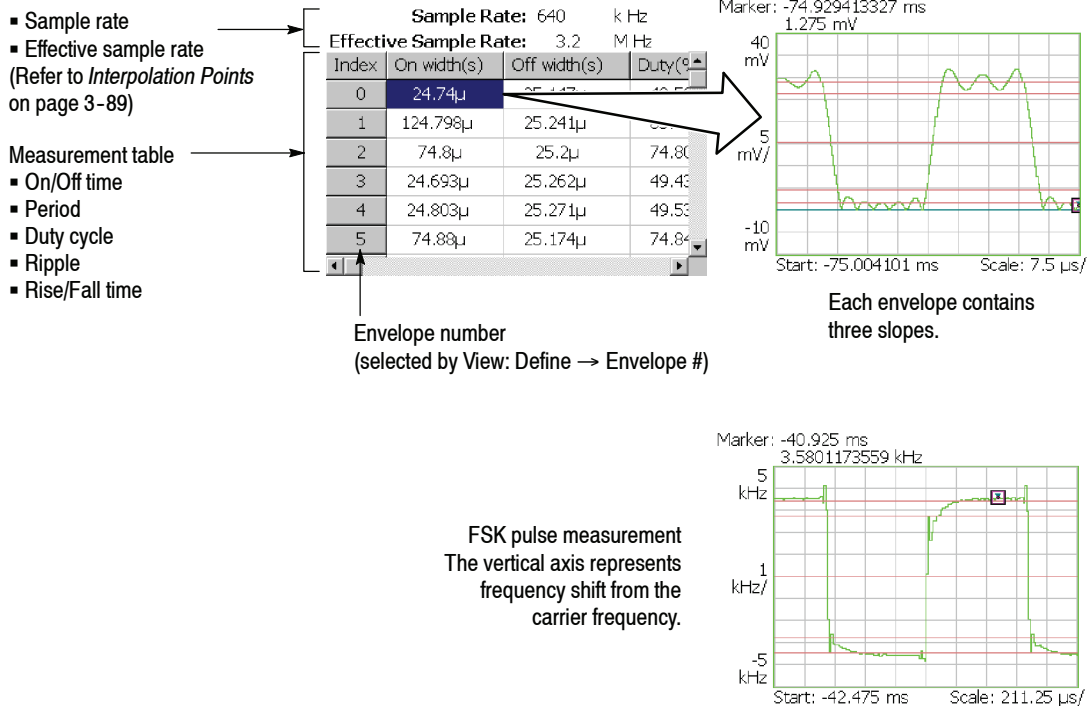 ▪ Sample rate
▪ Effective sample rate
(Refer to Interpolation Points
on page 3-89)
Measurement table
▪ On/Off time
▪ Period
▪ Duty cycle
▪ Ripple
▪ Rise/Fall time
Sample Rate: 640 k Hz
Effective Sample Rate: 3.2 M Hz
Index On width(s) Off width(s) Duty(%
0 24.74µ
1 124.798µ 25.241µ
2 74.8µ 25.2µ 74.80
3 24.693µ 25.262µ 49.43
4 24.803µ 25.271µ 49.53
5 74.88µ 25.174µ 74.84
Envelope number
(selected by View: Define → Envelope #)
Marker: -74.929413327 ms
1.275 mV
40
mV
5
mV/
-10
mV
Start: -75.004101 ms Scale: 7.5 µs/
Each envelope contains
three slopes.
FSK pulse measurement
The vertical axis represents
frequency shift from the
carrier frequency.
Marker: -40.925 ms
3.5801173559 kHz
5
kHz
1
kHz/
-5
kHz
Start: -42.475 ms Scale: 211.25 µs/